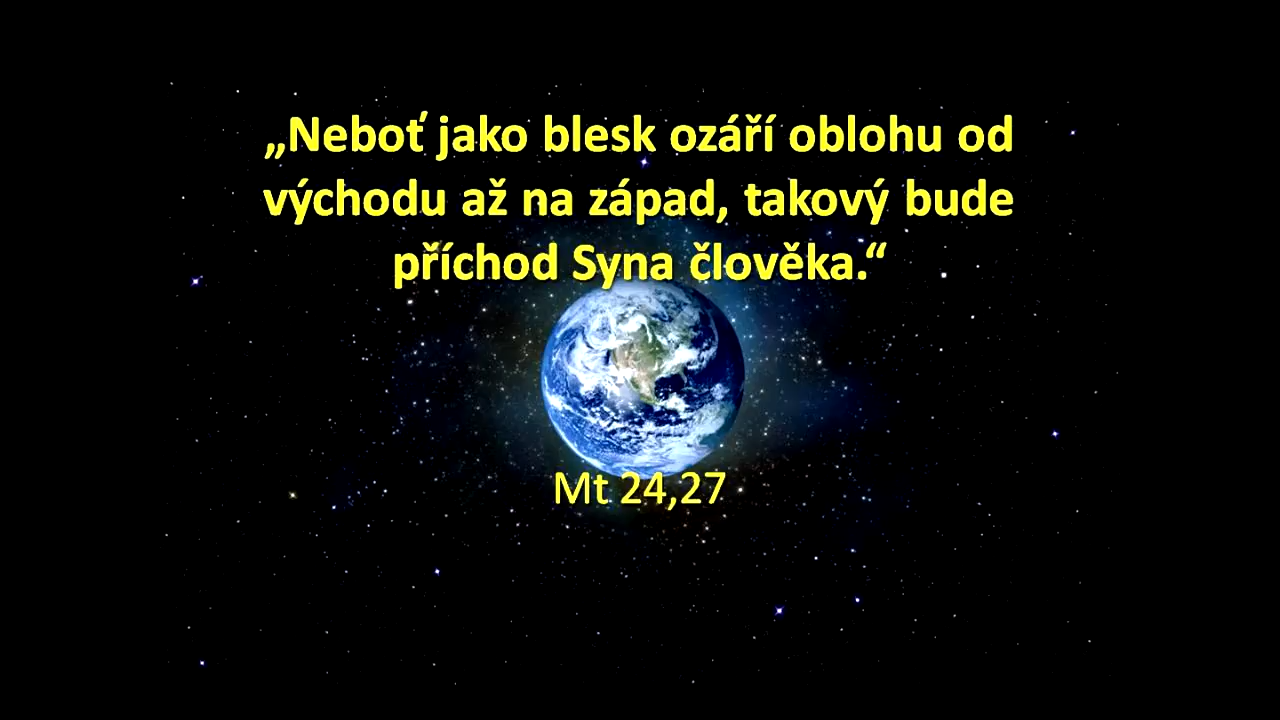 „Neboť jako blesk ozáří oblohu od
východu až na západ, takový bude
příchod Syna člověka.“
Mt 24,27